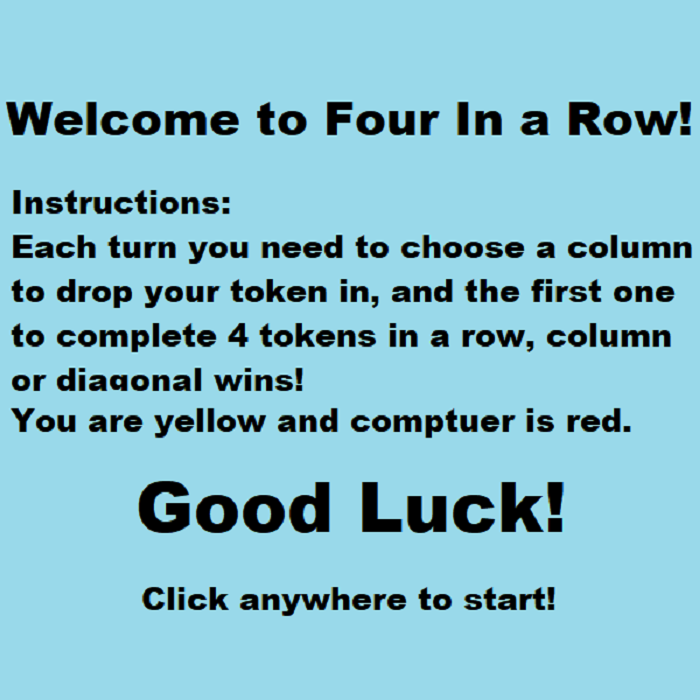 Welcome to Four In a Row!
Instructions:
Each turn you need to choose a column
to drop your token in, and the first one
to complete 4 tokens in a row, column
or diagonal wins!
You are yellow and comptuer is red.
Good Luck!
Click anywhere to start!